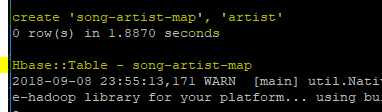 create 'song-artist-map', 'artist'
0 row(s) in 1.8870 seconds
Hbase::Table - song-artist-map
2018-09-08 23:55:13,171 WARN  [main] util.Nati
e-hadoop library for your platform... using bu